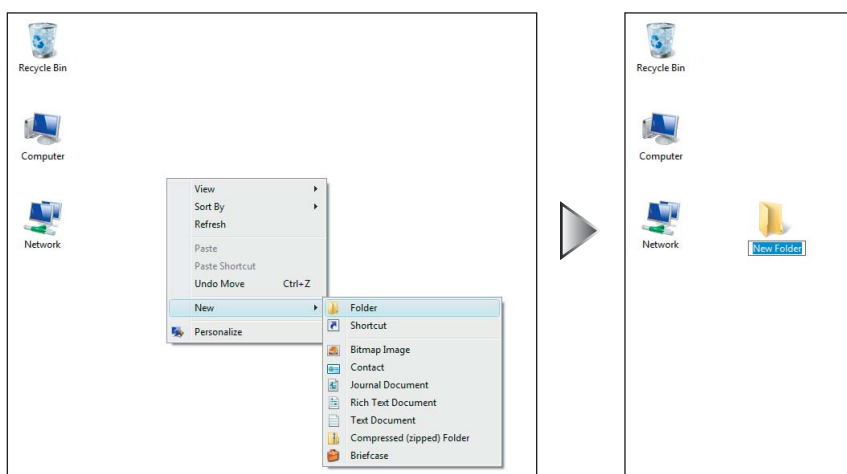 Recycle Bin
Computer
Network
View
Sort By
Refresh
Paste
Paste Shortcut
Undo Move Ctrl+Z
New
Personalize
Folder
Shortcut
Bitmap Image
Contact
Journal Document
Rich Text Document
Text Document
Compressed (zipped) Folder
Briefcase
Recycle Bin
Computer
Network
New Folder